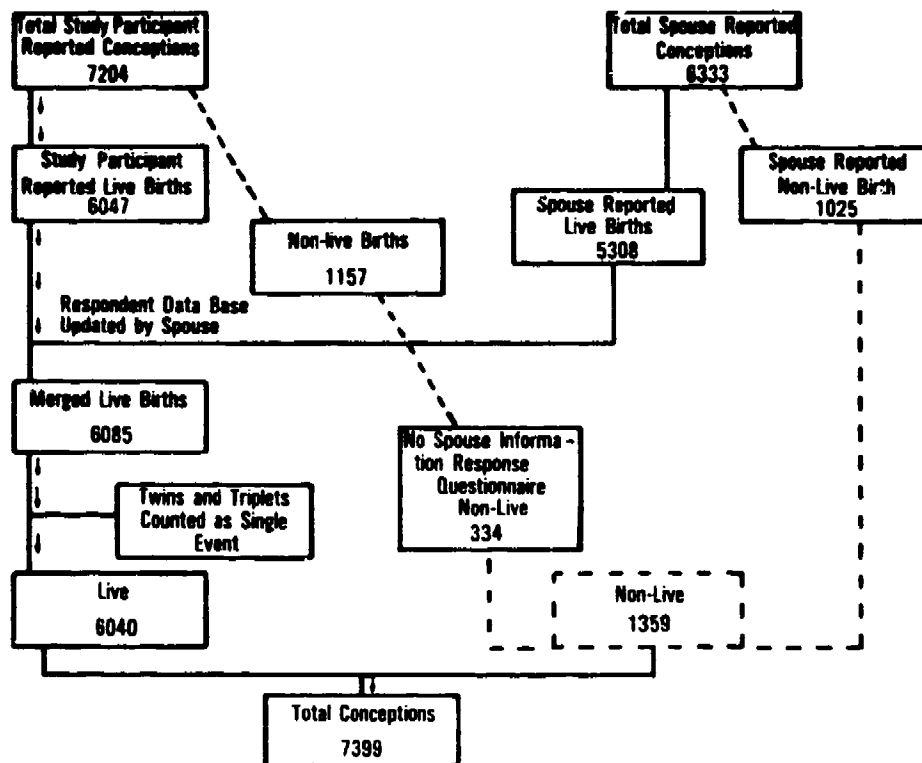 Total Study Participant
Reported Conceptions
7204
Total Spouse Reported
Conceptions
6333
Study Participant
Reported Live Births
6047
Spouse Reported
Non-Live Birth
1025
Spouse Reported
Live Births
5308
Non-live Births
1157
Respondent Data Base
Updated by Spouse
Merged Live Births
6085
No Spouse Informa-
tion Response
Questionnaire
Non-Live
334
Twins and Triplets
Counted as Single
Event
Live
6040
Non-Live
1359
Total Conceptions
7399